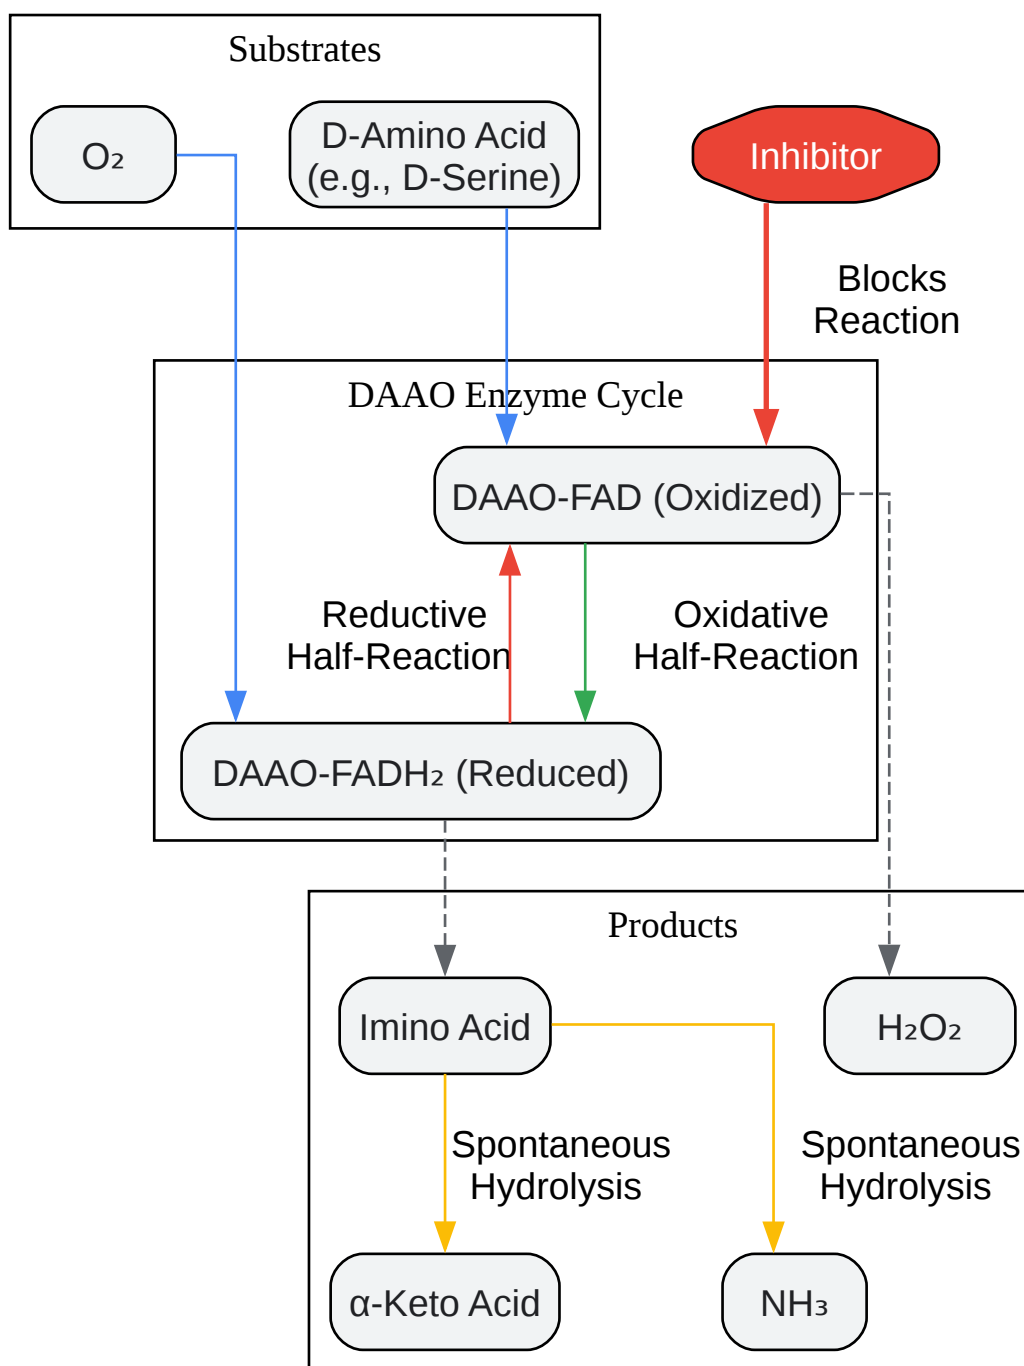 Substrates
O₂
D-Amino Acid
(e.g., D-Serine)
Inhibitor
Blocks
Reaction
DAAO Enzyme Cycle
DAAO-FAD (Oxidized)
Reductive
Half-Reaction
Oxidative
Half-Reaction
DAAO-FADH₂ (Reduced)
Products
Imino Acid
H₂O₂
Spontaneous
Hydrolysis
Spontaneous
Hydrolysis
α-Keto Acid
NH₃